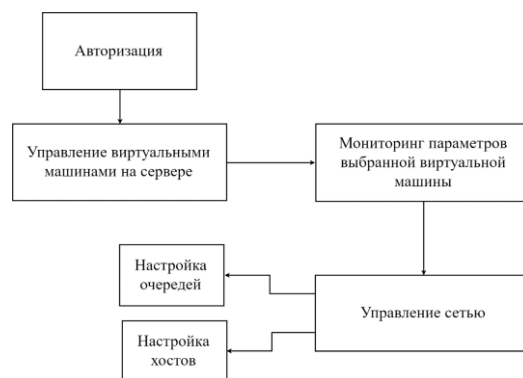 Авторизация
Управление виртуальными
машинами на сервере
Мониторинг параметров
выбранной виртуальной
машины
Настройка
очередей
Управление сетью
Настройка
хостов